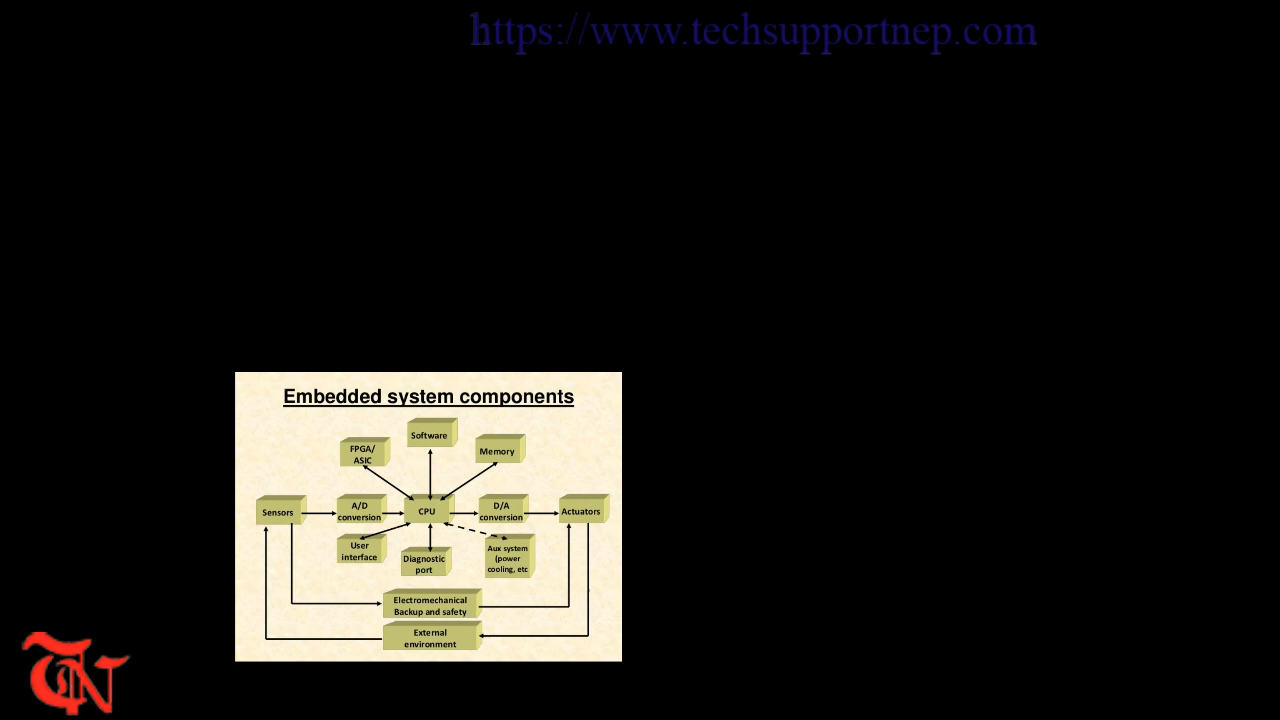 https://www.techsupportnep.com
Embedded system components
Software
FPGA/
ASIC
Memory
Sensors
A/D
conversion
CPU
D/A
conversion
Actuators
User
interface
Diagnostic
port
Aux system
(power
cooling, etc
Electromechanical
Backup and safety
External
environment
TN